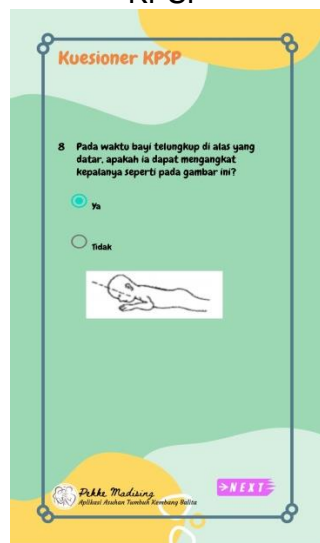 KPSP
Kuesioner KPSP
8 Pada waktu bayi telungkup di alas yang
datar, apakah ia dapat mengangkat
kepalanya seperti pada gambar ini?
Ya
Tidak
Pekke Madising
Aplikasi Asuhan Tumbuh Kembang Balita
NEXT